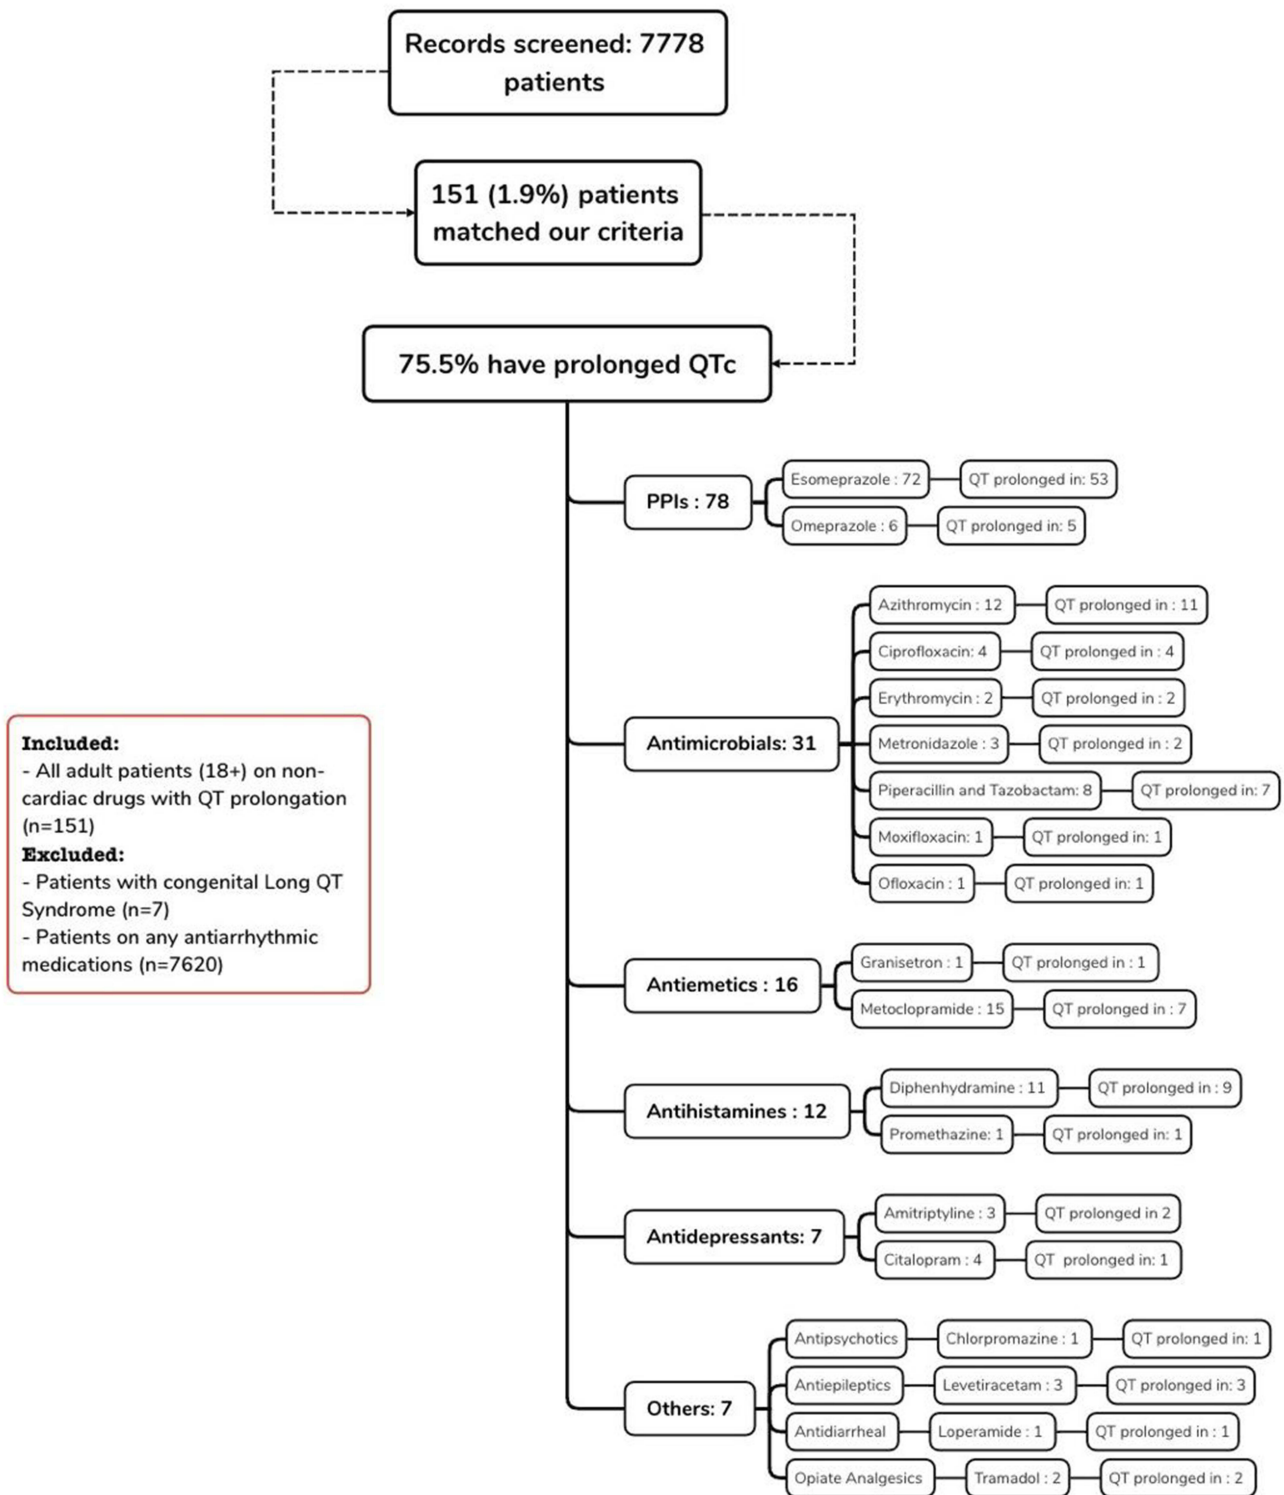 Records screened: 7778
patients
151 (1.9%) patients
matched our criteria
75.5% have prolonged QTc
PPIs : 78
Esomeprazole : 72
QT prolonged in: 53
Omeprazole : 6
QT prolonged in: 5
Antimicrobials: 31
Azithromycin : 12
QT prolonged in : 11
Ciprofloxacin: 4
QT prolonged in : 4
Erythromycin : 2
QT prolonged in : 2
Metronidazole : 3
QT prolonged in : 2
Piperacillin and Tazobactam: 8
QT prolonged in: 7
Moxifloxacin: 1
QT prolonged in: 1
Ofloxacin : 1
QT prolonged in: 1
Included:
- All adult patients (18+) on non-
cardiac drugs with QT prolongation
(n=151)
Excluded:
- Patients with congenital Long QT
Syndrome (n=7)
- Patients on any antiarrhythmic
medications (n=7620)
Antiemetics : 16
Granisetron : 1
QT prolonged in : 1
Metoclopramide : 15
QT prolonged in : 7
Antihistamines : 12
Diphenhydramine : 11
QT prolonged in : 9
Promethazine: 1
QT prolonged in: 1
Antidepressants: 7
Amitriptyline : 3
QT prolonged in 2
Citalopram : 4
QT prolonged in: 1
Others: 7
Antipsychotics
Chlorpromazine : 1
QT prolonged in: 1
Antiepileptics
Levetiracetam : 3
QT prolonged in: 3
Antidiarrheal
Loperamide : 1
QT prolonged in : 1
Opiate Analgesics
Tramadol : 2
QT prolonged in : 2